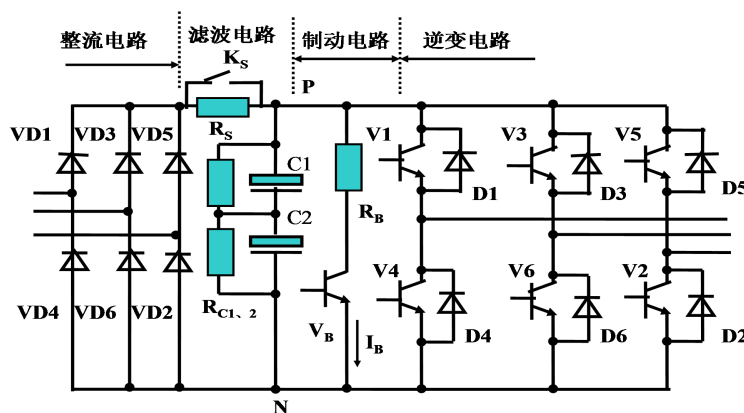 整流电路
滤波电路
制动电路
逆变电路
K_S
P
VD1 VD3 VD5
R_S
V1
V3
V5
C1
D1
D3
D5
R_B
C2
V4
V6
V2
VD4 VD6 VD2
R_C1、2
V_B
I_B
D4
D6
D2
N